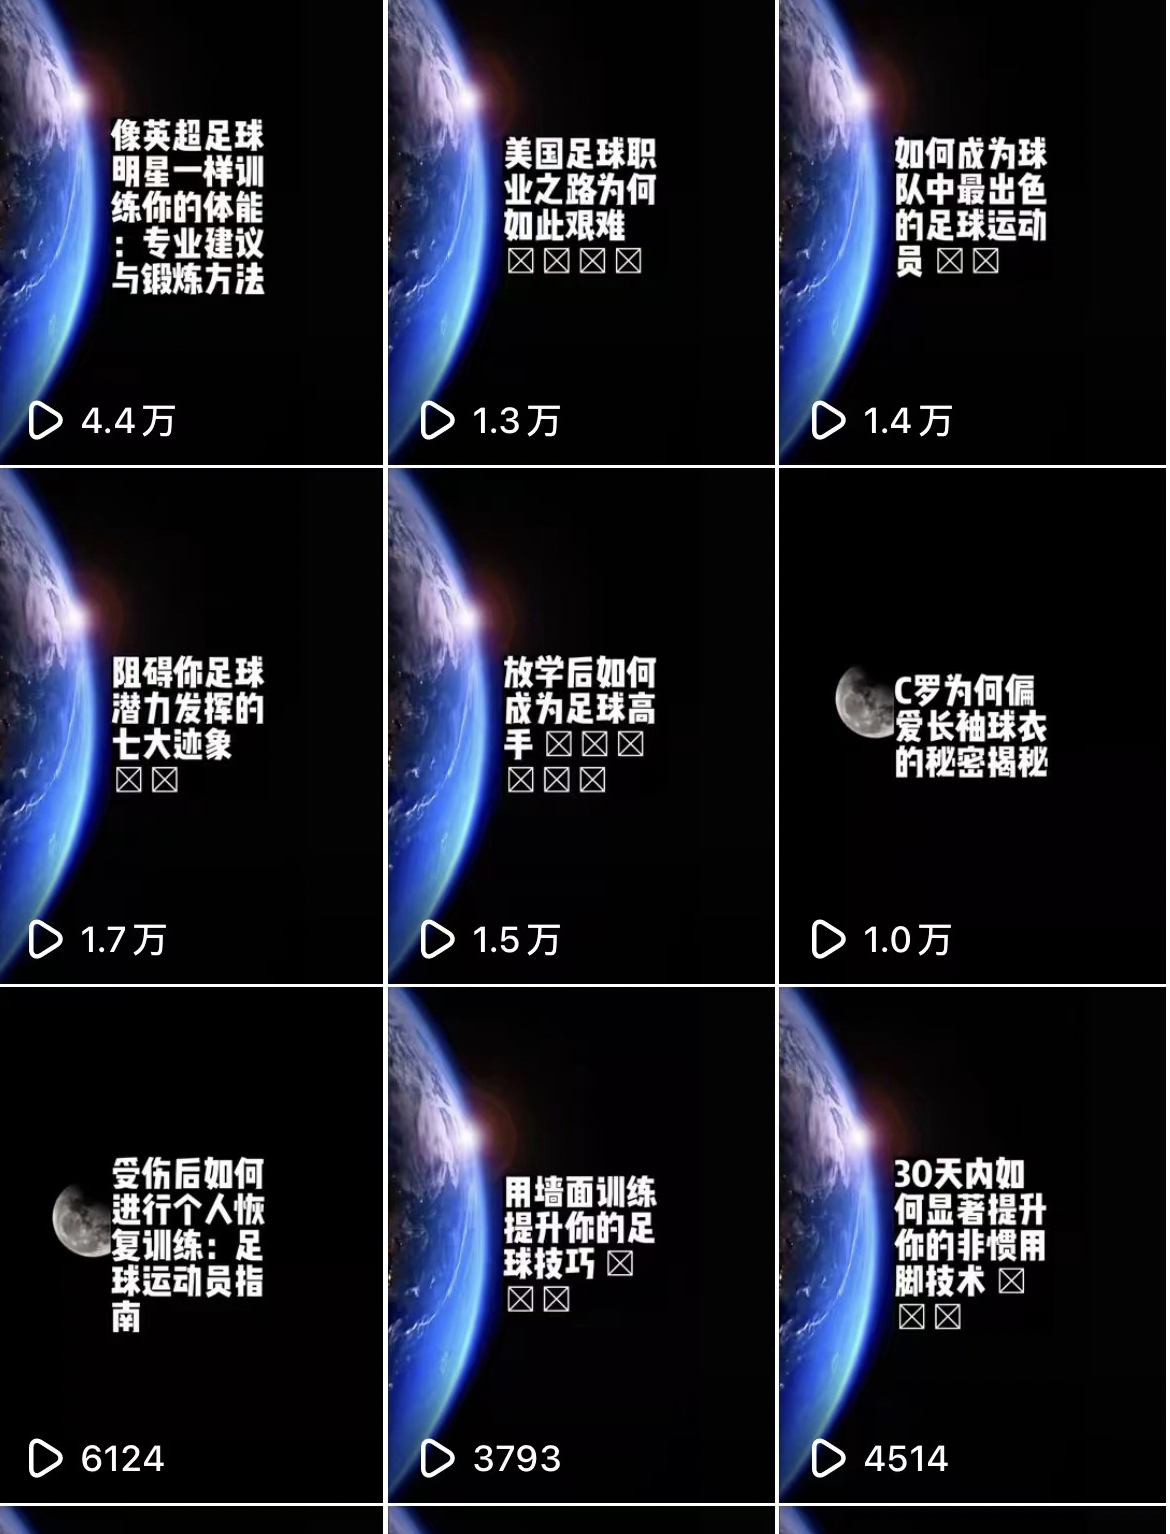 像英超足球
明星一样训
练你的体能
：专业建议
与锻炼方法
4.4万
美国足球职
业之路为何
如此艰难
1.3万
如何成为球
队中最出色
的足球运动
员
1.4万
阻碍你足球
潜力发挥的
七大迹象
1.7万
放学后如何
成为足球高
手
1.5万
C罗为何偏
爱长袖球衣
的秘密揭秘
1.0万
受伤后如何
进行个人恢
复训练：足
球运动员指
南
6124
用墙面训练
提升你的足
球技巧
3793
30天内如
何显著提升
你的非惯用
脚技术
4514